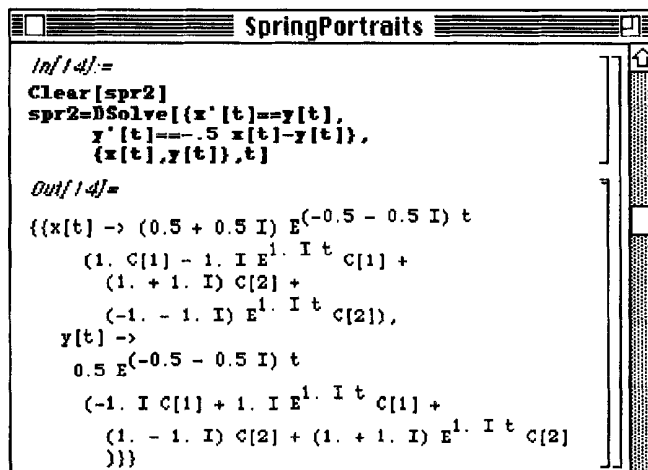 SpringPortraits
In[14]:=
Clear[spr2]
spr2=DSolve[{x'[t]==y[t],
y'[t]==-.5 x[t]-y[t]},
{x[t],y[t]},t]
Out[14]=
{{x[t] -> (0.5 + 0.5 I) E^(-0.5 - 0.5 I) t
(1. C[1] - 1. I E^1. I t C[1] +
(1. + 1. I) C[2] +
(-1. - 1. I) E^1. I t C[2]),
y[t] ->
0.5 E^(-0.5 - 0.5 I) t
(-1. I C[1] + 1. I E^1. I t C[1] +
(1. - 1. I) C[2] + (1. + 1. I) E^1. I t C[2]
)}}